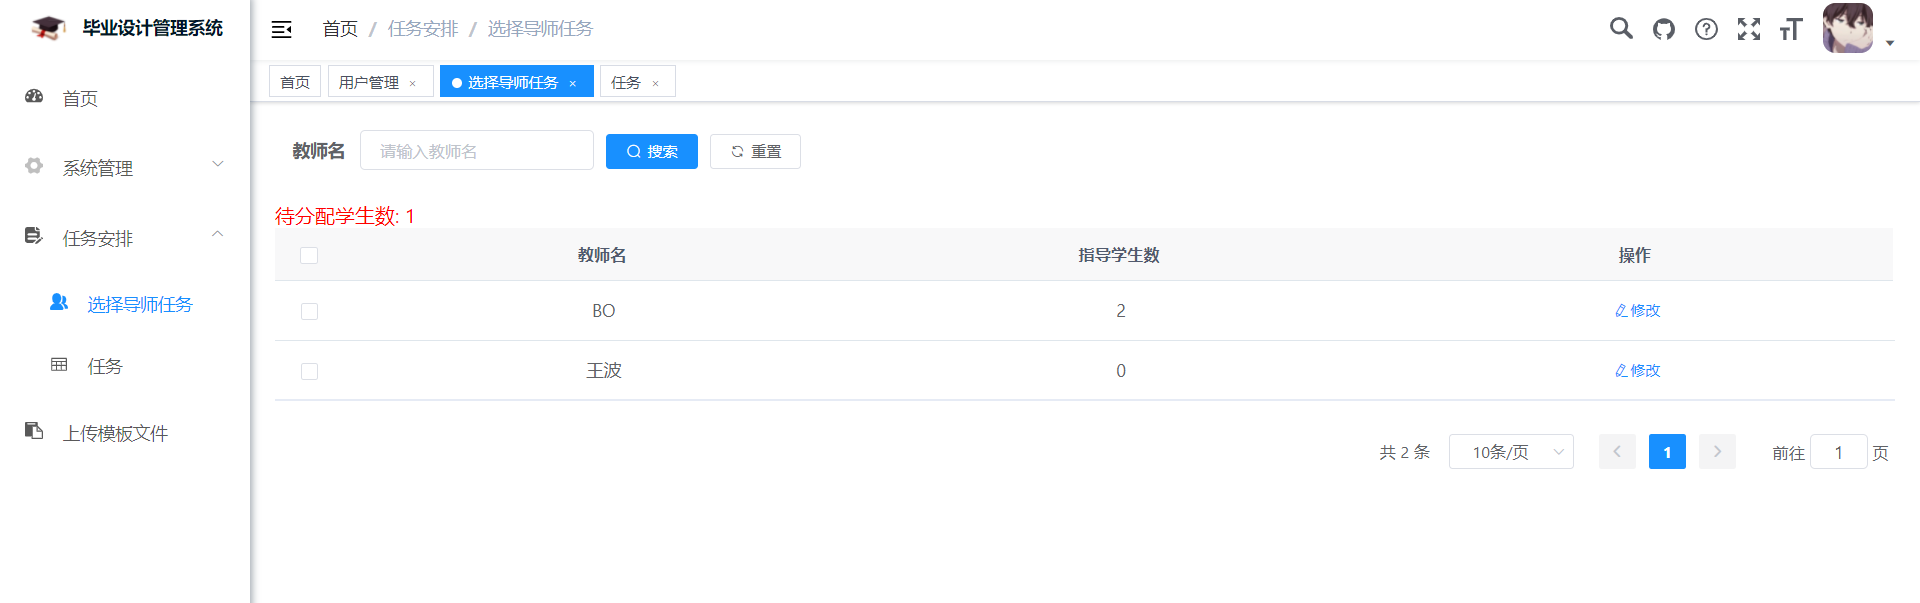 毕业设计管理系统
首页
系统管理
任务安排
选择导师任务
任务
上传模板文件
首页 / 任务安排 / 选择导师任务
首页 用户管理 × 选择导师任务 × 任务 ×
教师名 请输入教师名 搜索 重置
待分配学生数: 1
教师名 指导学生数 操作
BO 2 修改
王波 0 修改
共 2 条 10条/页 1 前往 1 页